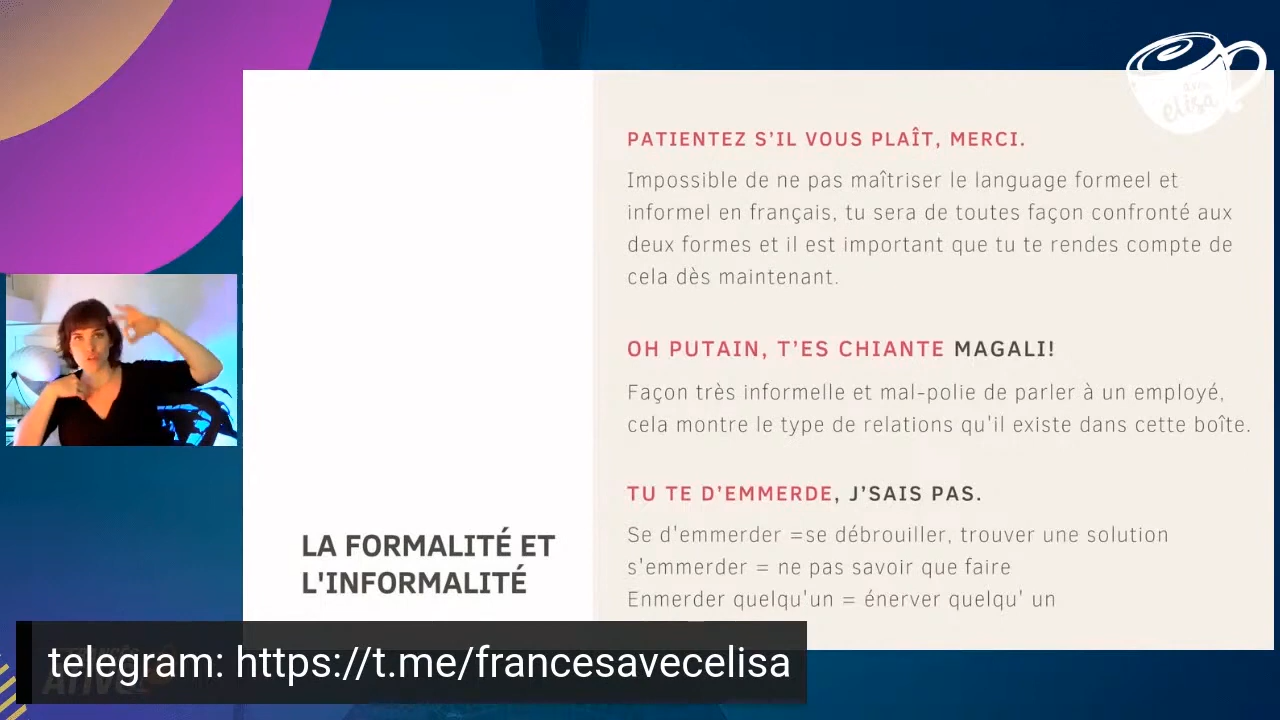 avec
elisa
PATIENTEZ S'IL VOUS PLAÎT, MERCI.
Impossible de ne pas maîtriser le language formeel et
informel en français, tu sera de toutes façon confronté aux
deux formes et il est important que tu te rendes compte de
cela dès maintenant.
OH PUTAIN, T'ES CHIANTE MAGALI!
Façon très informelle et mal-polie de parler à un employé,
cela montre le type de relations qu'il existe dans cette boîte.
TU TE D'EMMERDE, J'SAIS PAS.
Se d'emmerder =se débrouiller, trouver une solution
s'emmerder = ne pas savoir que faire
Enmerder quelqu'un = énerver quelqu' un
LA FORMALITÉ ET
L'INFORMALITÉ
telegram: https://t.me/francesavecelisa